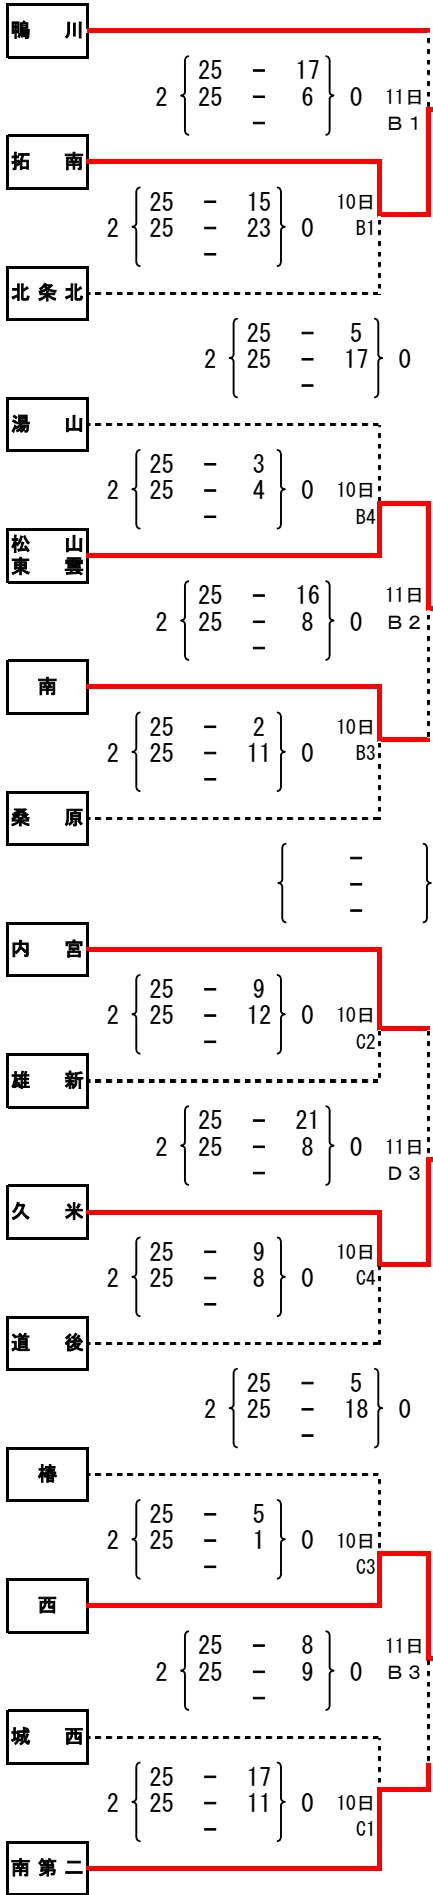 鴨 川
25 - 17
2 25 - 6 0 11日
- B 1
拓 南
25 - 15 10日
2 25 - 23 0 B1
-
北 条 北
25 - 5
2 25 - 17 0
-
湯 山
25 - 3
2 25 - 4 0 10日
- B4
松 山
東 雲
25 - 16 11日
2 25 - 8 0 B 2
-
南
25 - 2 10日
2 25 - 11 0 B3
-
桑 原
-
-
-
内 宮
25 - 9
2 25 - 12 0 10日
- C2
雄 新
25 - 21
2 25 - 8 0 11日
- D 3
久 米
25 - 9 10日
2 25 - 8 0 C4
-
道 後
25 - 5
2 25 - 18 0
-
椿
25 - 5
2 25 - 1 0 10日
- C3
西
25 - 8 11日
2 25 - 9 0 B 3
-
城 西
25 - 17
2 25 - 11 0 10日
- C1
南 第 二